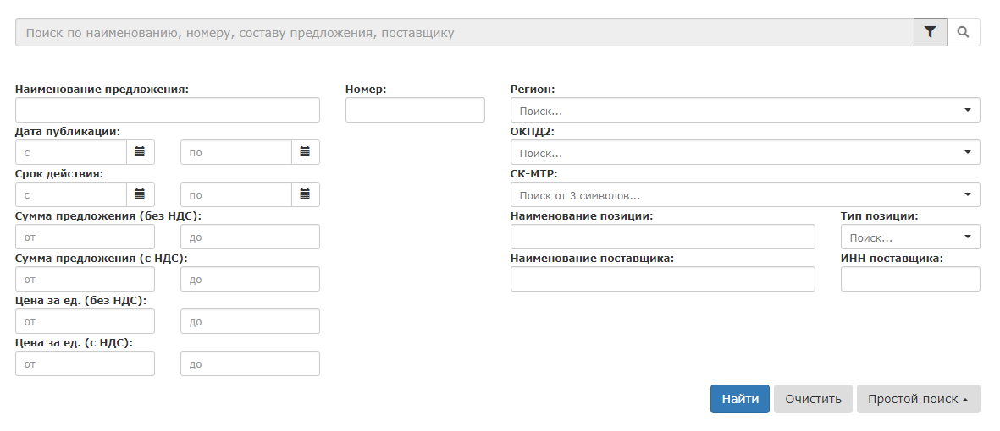 Поиск по наименованию, номеру, составу предложения, поставщику
Наименование предложения: Номер: Регион:
Поиск...
Дата публикации: ОКПД2:
с по Поиск...
Срок действия: СК-МТР:
с по Поиск от 3 символов...
Сумма предложения (без НДС): Наименование позиции: Тип позиции:
от до Поиск...
Сумма предложения (с НДС): Наименование поставщика: ИНН поставщика:
от до
Цена за ед. (без НДС):
от до
Цена за ед. (с НДС):
от до
Найти Очистить Простой поиск